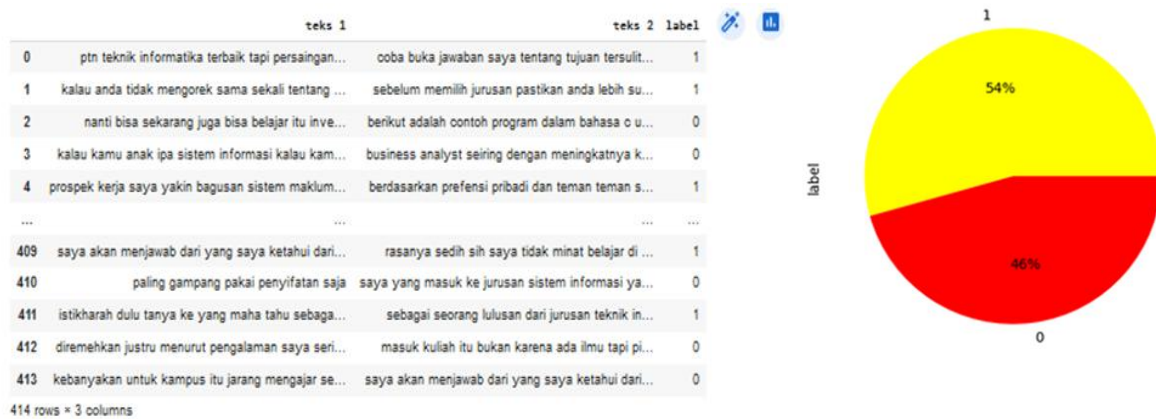 teks 1 teks 2 label
0 ptn teknik informatika terbaik tapi persaingan... coba buka jawaban saya tentang tujuan tersulit... 1
1 kalau anda tidak mengorek sama sekali tentang ... sebelum memilih jurusan pastikan anda lebih su... 1
2 nanti bisa sekarang juga bisa belajar itu inve... berikut adalah contoh program dalam bahasa c u... 0
3 kalau kamu anak ipa sistem informasi kalau kam... business analyst seiring dengan meningkatnya k... 0
4 prospek kerja saya yakin bagusan sistem maklum... berdasarkan prefensi pribadi dan teman teman s... 1
... ... ... ...
409 saya akan menjawab dari yang saya ketahui dari... rasanya sedih sih saya tidak minat belajar di ... 1
410 paling gampang pakai penyifatan saja saya yang masuk ke jurusan sistem informasi ya... 0
411 istikharah dulu tanya ke yang maha tahu sebaga... sebagai seorang lulusan dari jurusan teknik in... 1
412 diremehkan justru menurut pengalaman saya seri... masuk kuliah itu bukan karena ada ilmu tapi pi... 0
413 kebanyakan untuk kampus itu jarang mengajar se... saya akan menjawab dari yang saya ketahui dari... 0
414 rows × 3 columns
1
54%
label
46%
0